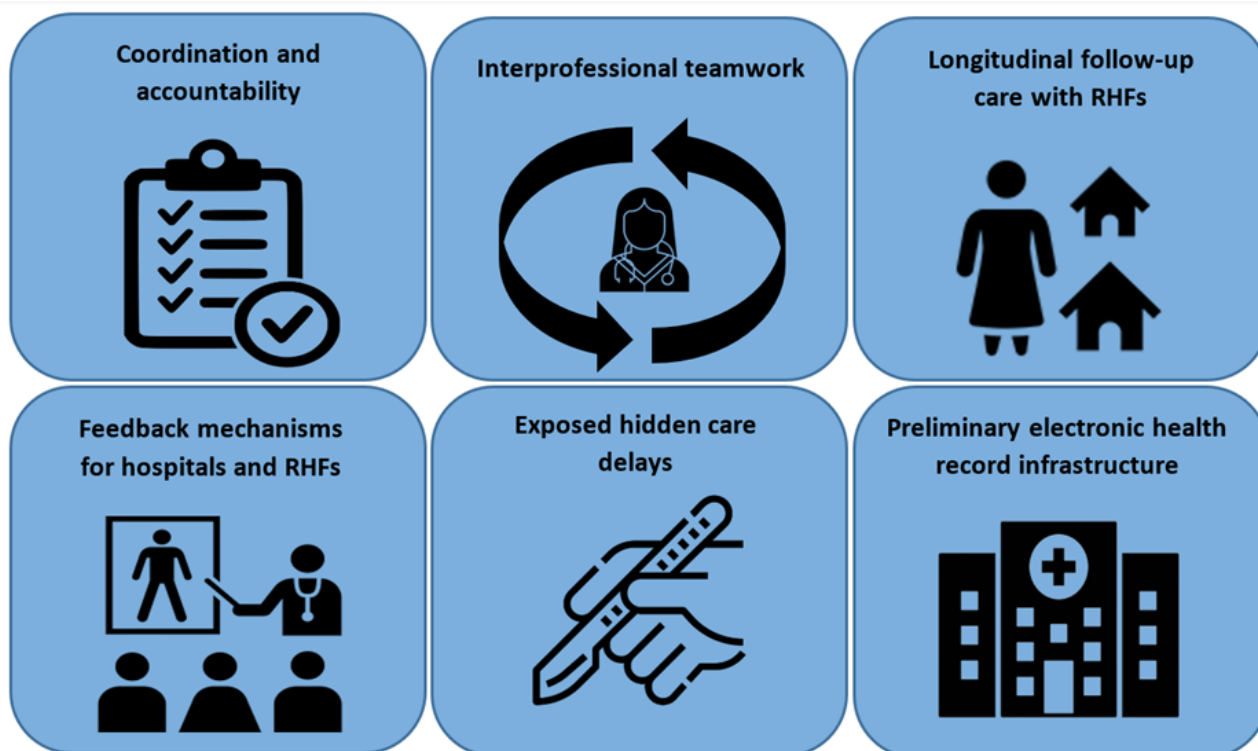 Coordination and
accountability
Interprofessional teamwork
Longitudinal follow-up
care with RHFs
Feedback mechanisms
for hospitals and RHFs
Exposed hidden care
delays
Preliminary electronic health
record infrastructure